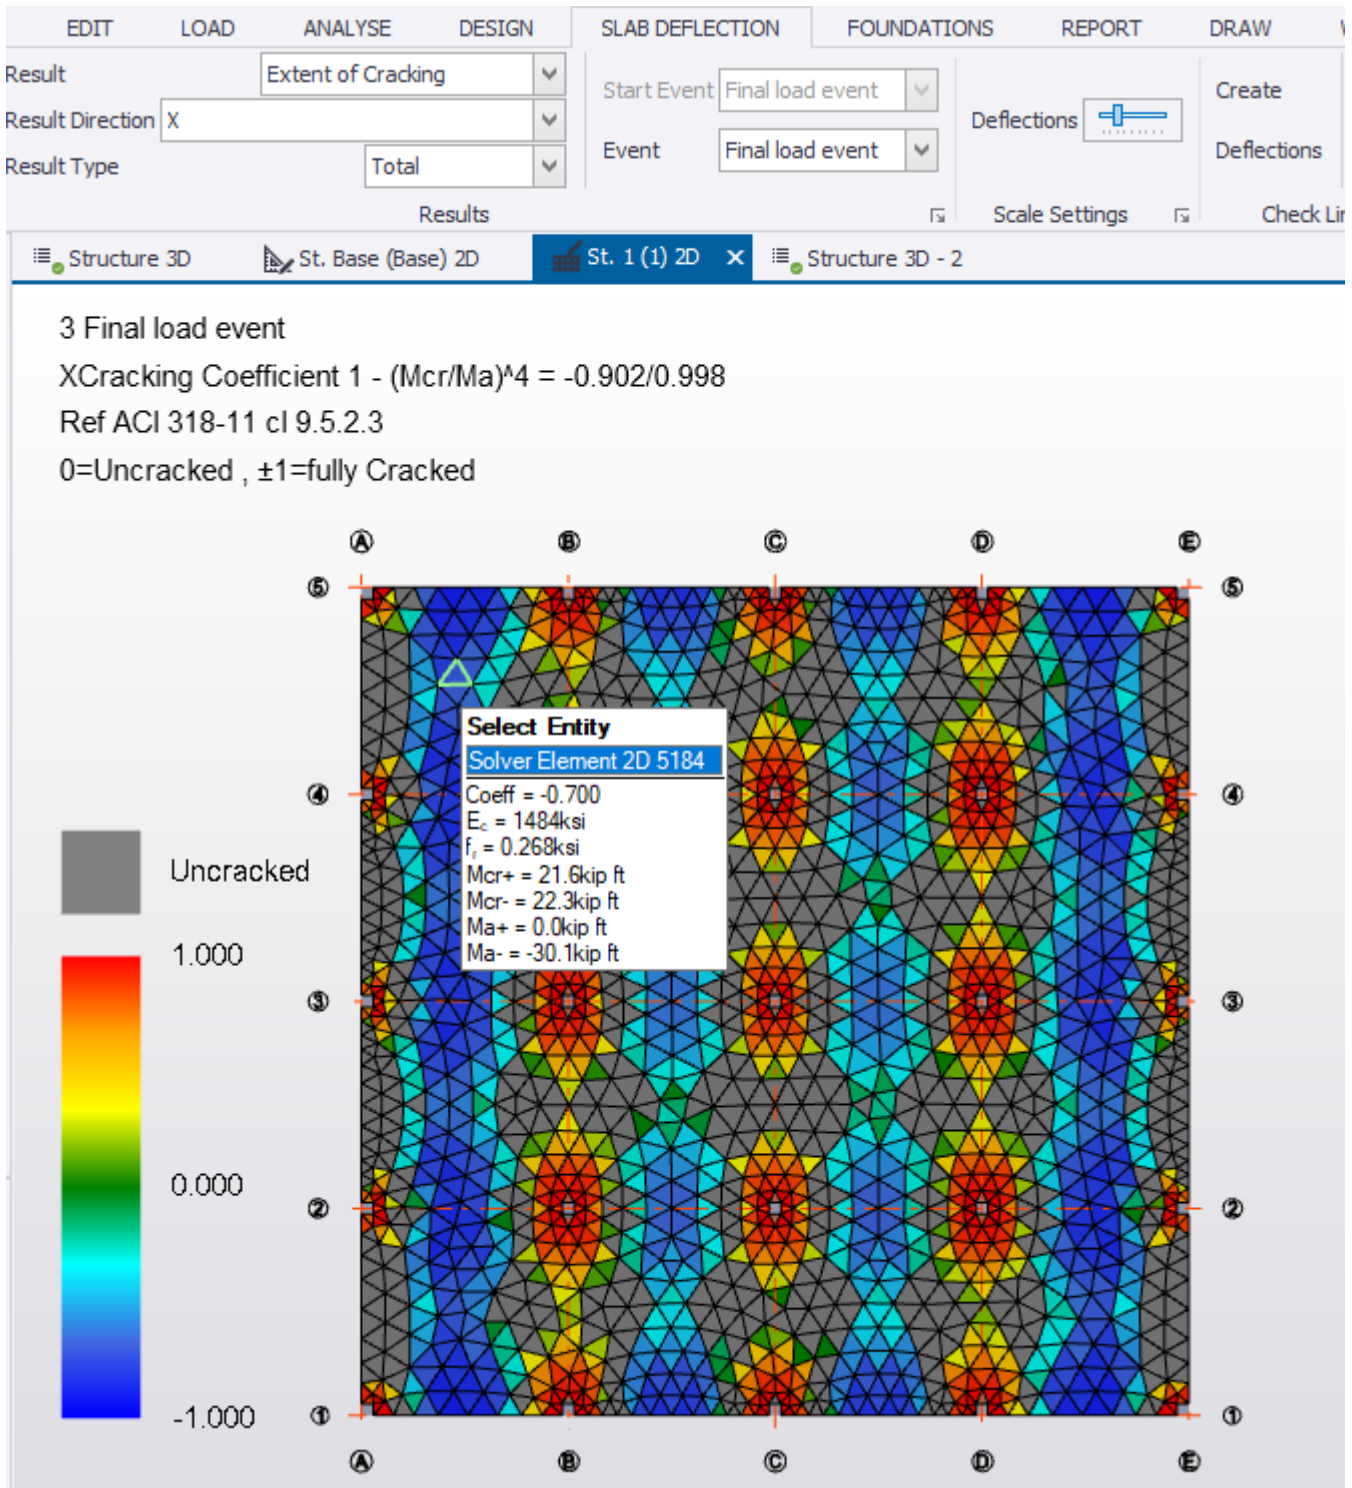 EDIT LOAD ANALYSE DESIGN SLAB DEFLECTION FOUNDATIONS REPORT DRAW
Result Extent of Cracking
Result Direction X
Result Type Total
Results
Start Event Final load event
Event Final load event
Deflections
Scale Settings
Create
Deflections
Check Lin
Structure 3D St. Base (Base) 2D St. 1 (1) 2D Structure 3D - 2
3 Final load event
XCracking Coefficient 1 - (Mcr/Ma)^4 = -0.902/0.998
Ref ACI 318-11 cl 9.5.2.3
0=Uncracked , ±1=fully Cracked
A B C D E
5 5
4 4
3 3
2 2
1 1
A B C D E
Select Entity
Solver Element 2D 5184
Coeff = -0.700
Ec = 1484ksi
fr = 0.268ksi
Mcr+ = 21.6kip ft
Mcr- = 22.3kip ft
Ma+ = 0.0kip ft
Ma- = -30.1kip ft
Uncracked
1.000
0.000
-1.000